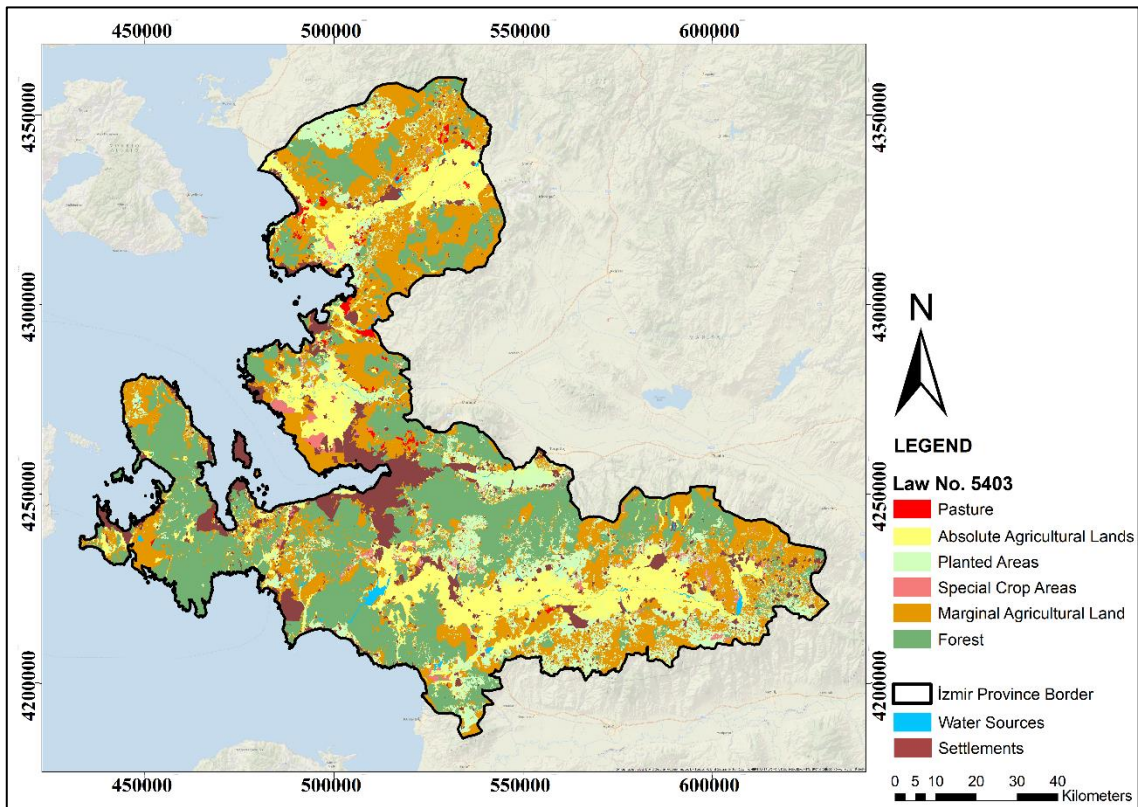 450000 500000 550000 600000
4350000 4350000
4300000 4300000
4250000 4250000
4200000 4200000
N
LEGEND
Law No. 5403
Pasture
Absolute Agricultural Lands
Planted Areas
Special Crop Areas
Marginal Agricultural Land
Forest
İzmir Province Border
Water Sources
Settlements
0 5 10 20 30 40
Kilometers
450000 500000 550000 600000